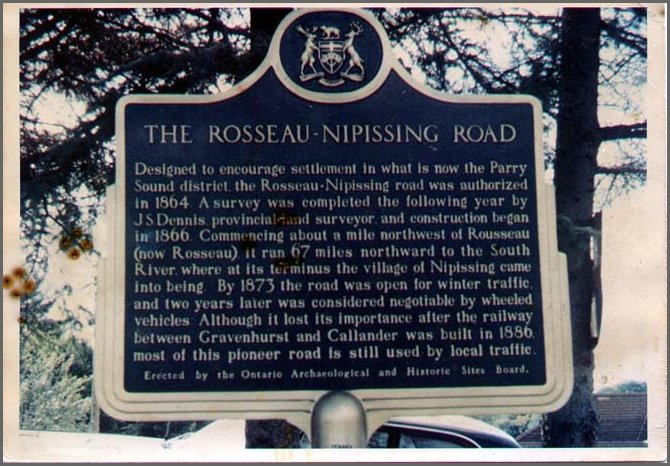 THE ROSSEAU-NIPISSING ROAD
Designed to encourage settlement in what is now the Parry
Sound district, the Rosseau-Nipissing road was authorized
in 1864. A survey was completed the following year by
J.S.Dennis, provincial land surveyor, and construction began
in 1866. Commencing about a mile northwest of Rousseau
(now Rosseau) it ran 67 miles northward to the South
River, where at its terminus the village of Nipissing came
into being. By 1873 the road was open for winter traffic,
and two years later was considered negotiable by wheeled
vehicles. Although it lost its importance after the railway
between Gravenhurst and Callander was built in 1886,
most of this pioneer road is still used by local traffic.
Erected by the Ontario Archaeological and Historic Sites Board.